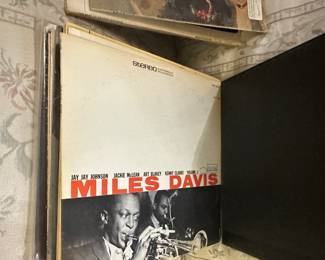 STEREO
JAY JAY JOHNSON JACKIE McLEAN ART BLAKEY KENNY CLARKE VOLUME 1
MILES DAVIS